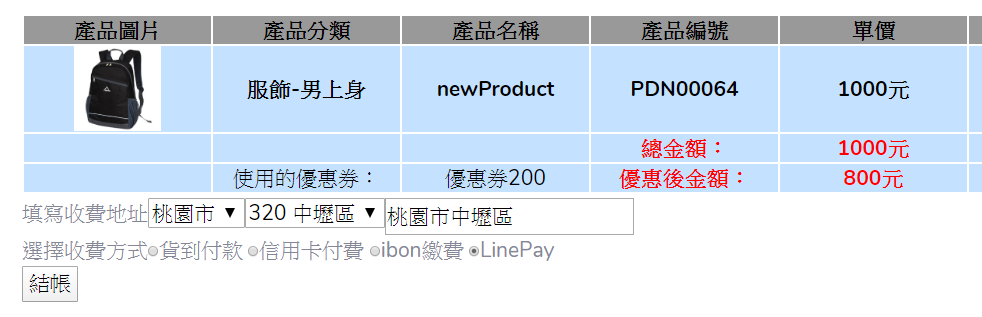 產品圖片 產品分類 產品名稱 產品編號 單價
服飾-男上身 newProduct PDN00064 1000元
總金額： 1000元
使用的優惠券： 優惠券200 優惠後金額： 800元
填寫收費地址 桃園市 ▼ 320 中壢區 ▼ 桃園市中壢區
選擇收費方式 貨到付款 信用卡付費 ibon繳費 LinePay
結帳